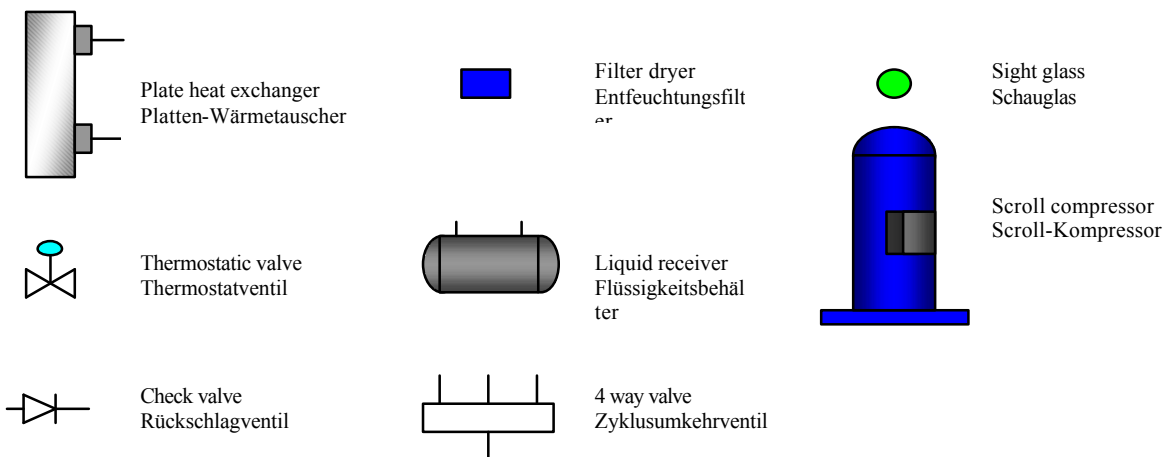 Plate heat exchanger
Platten-Wärmetauscher
Filter dryer
Entfeuchtungsfilt
er
Sight glass
Schauglas
Scroll compressor
Scroll-Kompressor
Thermostatic valve
Thermostatventil
Liquid receiver
Flüssigkeitsbehäl
ter
Check valve
Rückschlagventil
4 way valve
Zyklusumkehrventil